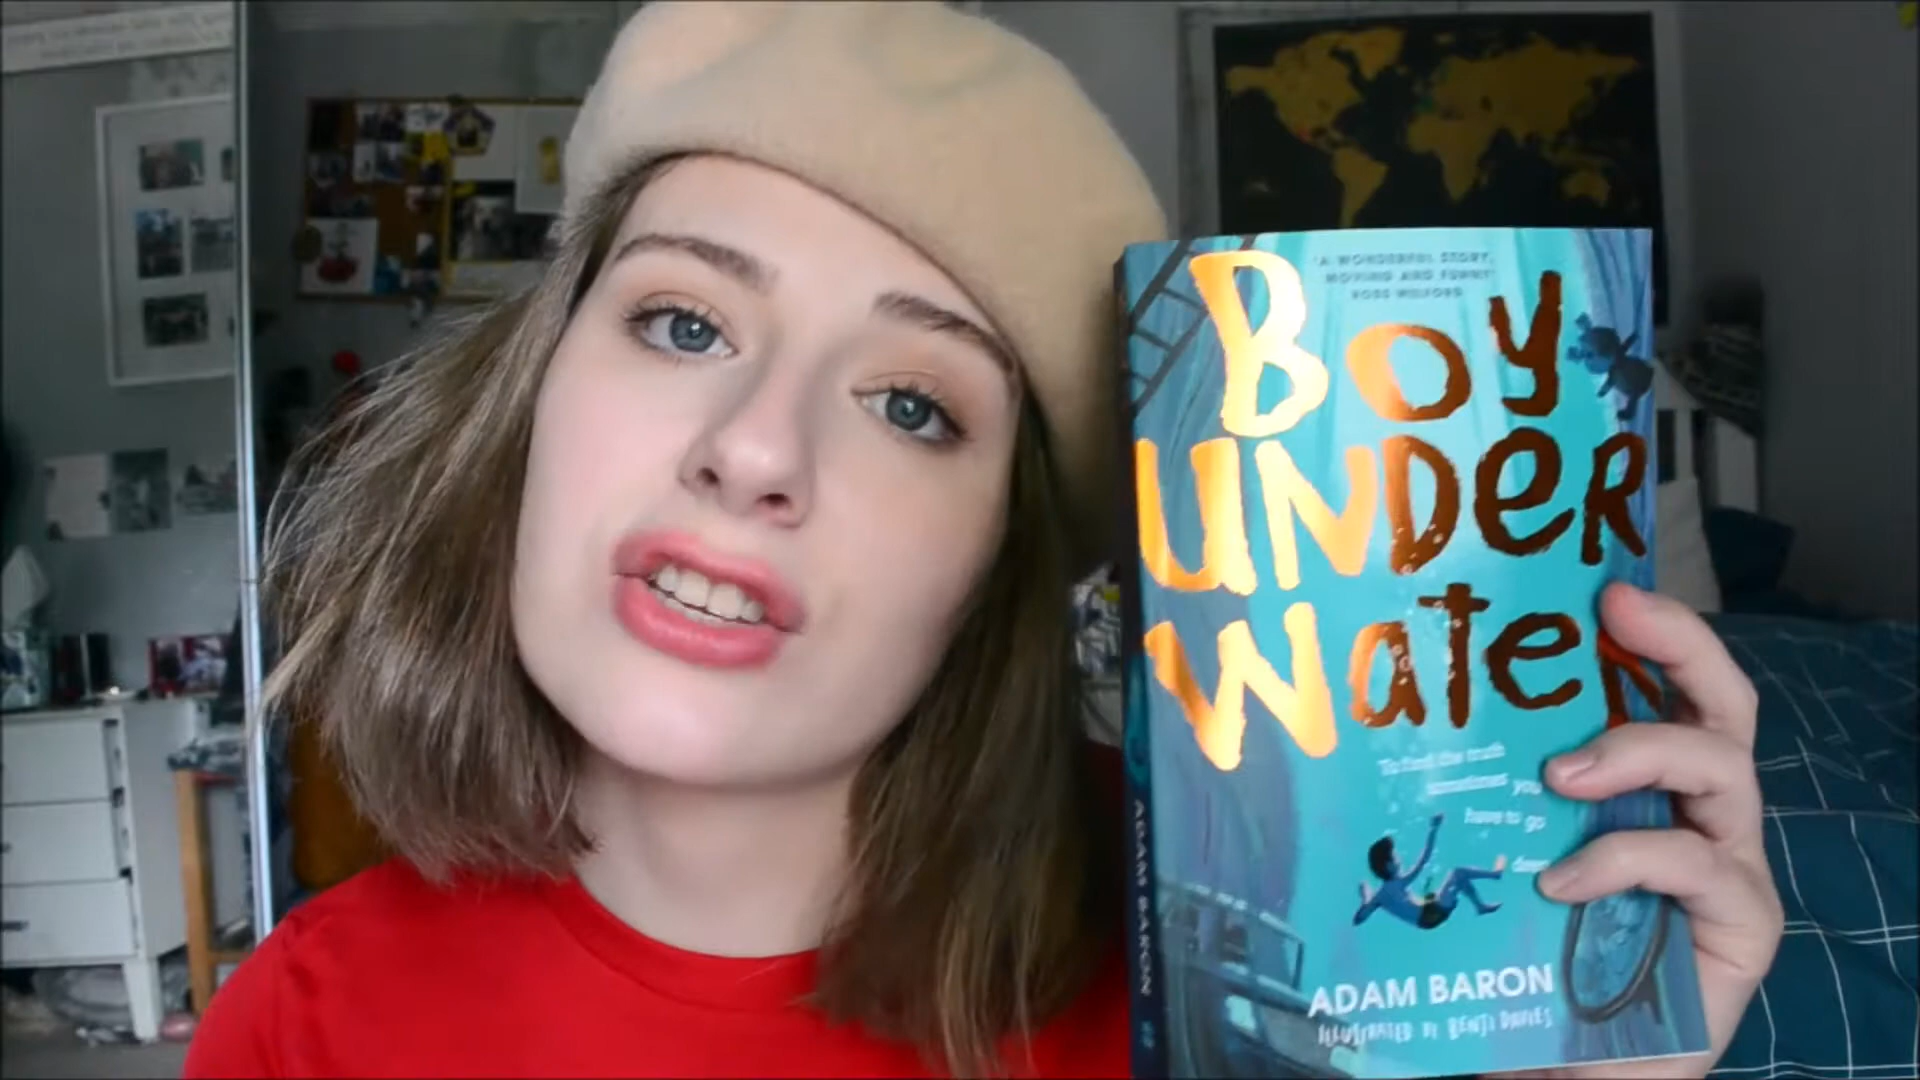 'A WONDERFUL STORY,
MOVING AND FUNNY'
ROSS WELFORD
Boy
UNDeR
WateR
To find the truth
sometimes you
have to go
down
ADAM BARON
ILLUSTRATED BY BENJI DAVIES
ADAM BARON